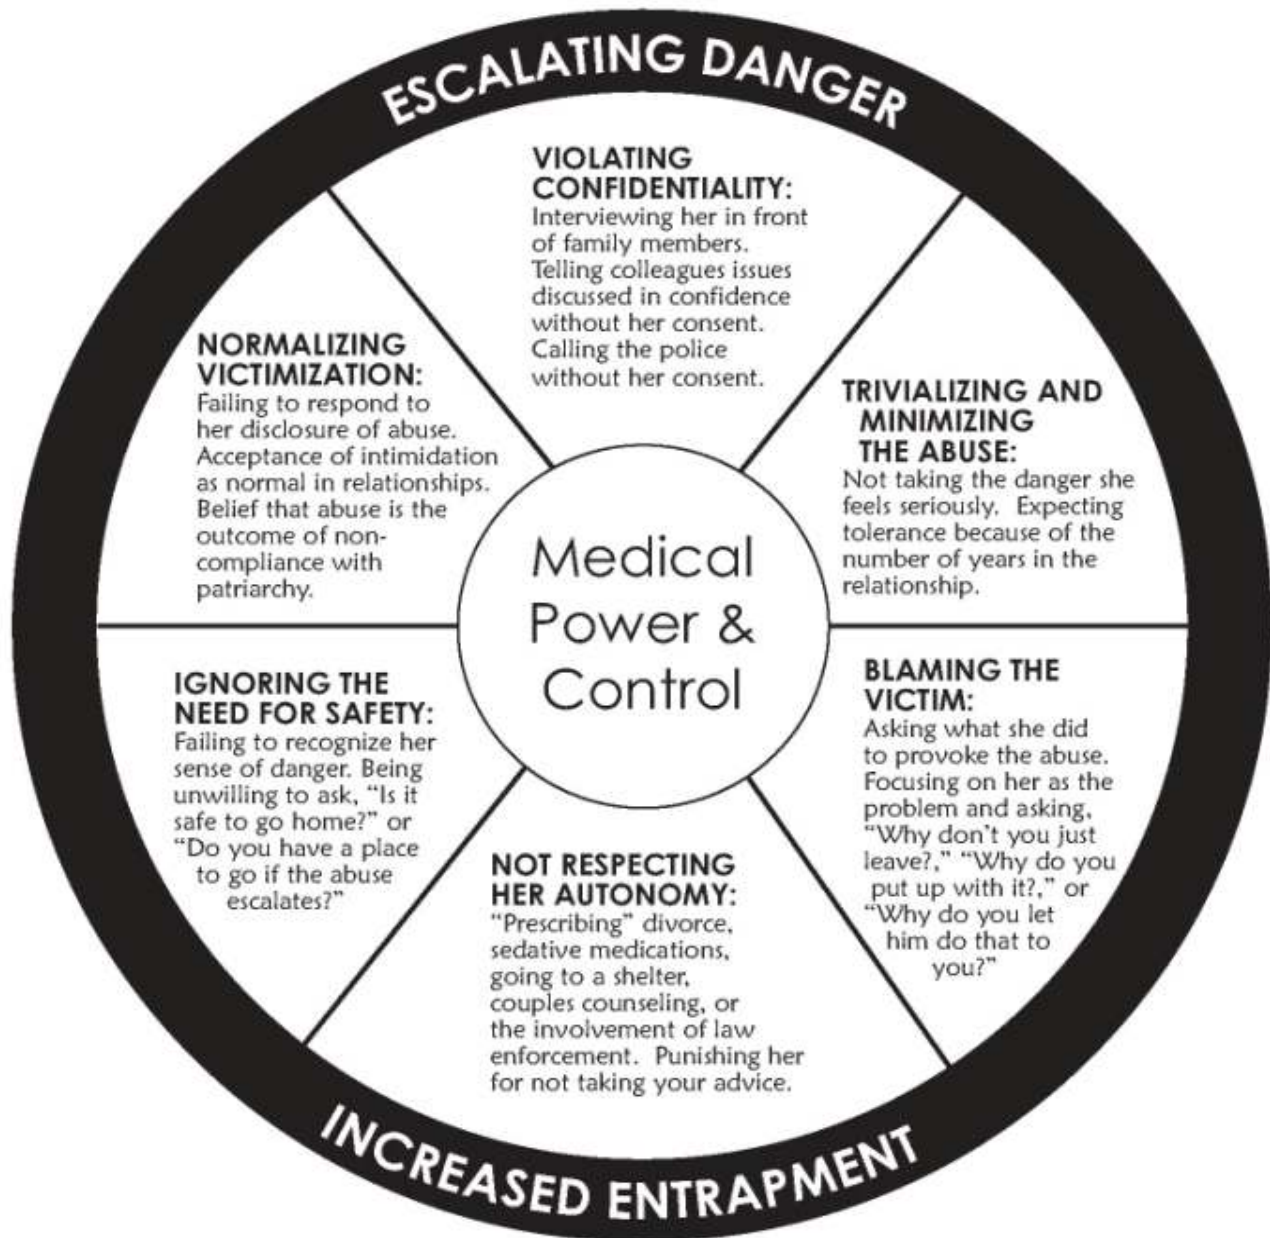 ESCALATING DANGER
VIOLATING
CONFIDENTIALITY:
Interviewing her in front
of family members.
Telling colleagues issues
discussed in confidence
without her consent.
Calling the police
without her consent.
TRIVIALIZING AND
MINIMIZING
THE ABUSE:
Not taking the danger she
feels seriously.  Expecting
tolerance because of the
number of years in the
relationship.
BLAMING THE
VICTIM:
Asking what she did
to provoke the abuse.
Focusing on her as the
problem and asking,
“Why don’t you just
leave?,” “Why do you
put up with it?,” or
“Why do you let
him do that to
you?”
NOT RESPECTING
HER AUTONOMY:
“Prescribing” divorce,
sedative medications,
going to a shelter,
couples counseling, or
the involvement of law
enforcement.  Punishing her
for not taking your advice.
IGNORING THE
NEED FOR SAFETY:
Failing to recognize her
sense of danger. Being
unwilling to ask, “Is it
safe to go home?” or
“Do you have a place
to go if the abuse
escalates?”
NORMALIZING
VICTIMIZATION:
Failing to respond to
her disclosure of abuse.
Acceptance of intimidation
as normal in relationships.
Belief that abuse is the
outcome of non-
compliance with
patriarchy.
Medical
Power &
Control
INCREASED ENTRAPMENT